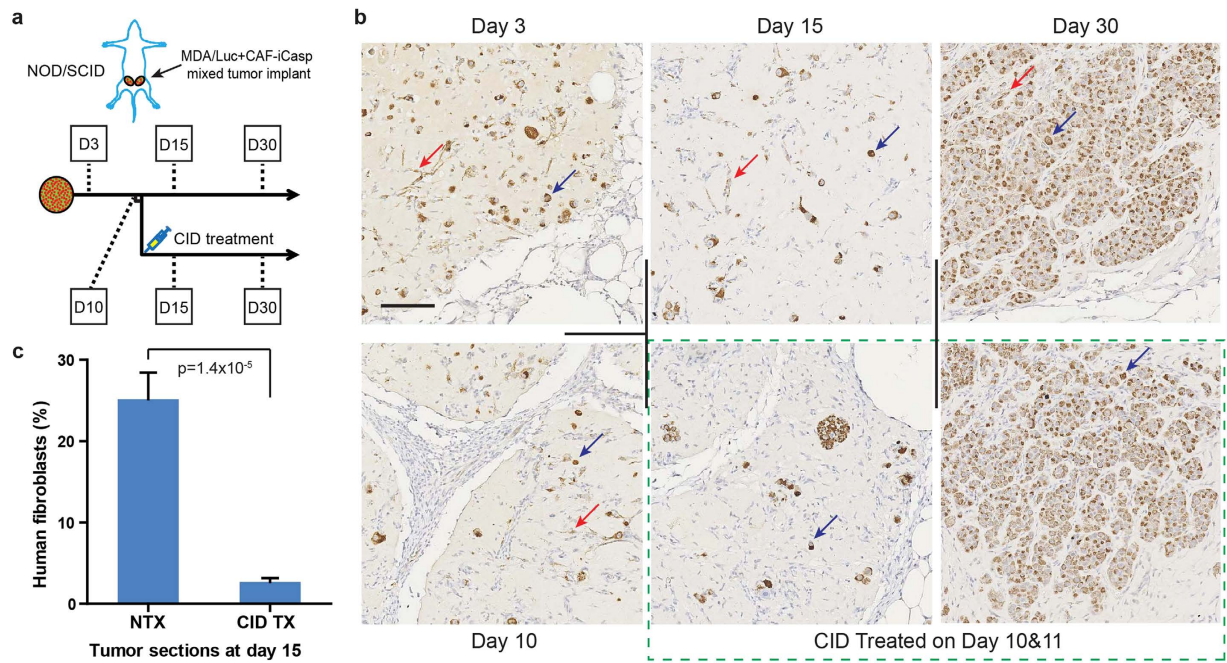 a
NOD/SCID
MDA/Luc+CAF-iCasp
mixed tumor implant
D3
D15
D30
CID treatment
D10
D15
D30
b
Day 3
Day 15
Day 30
Day 10
CID Treated on Day 10&11
c
Human fibroblasts (%)
30
20
10
0
p=1.4x10⁻⁵
NTX
CID TX
Tumor sections at day 15